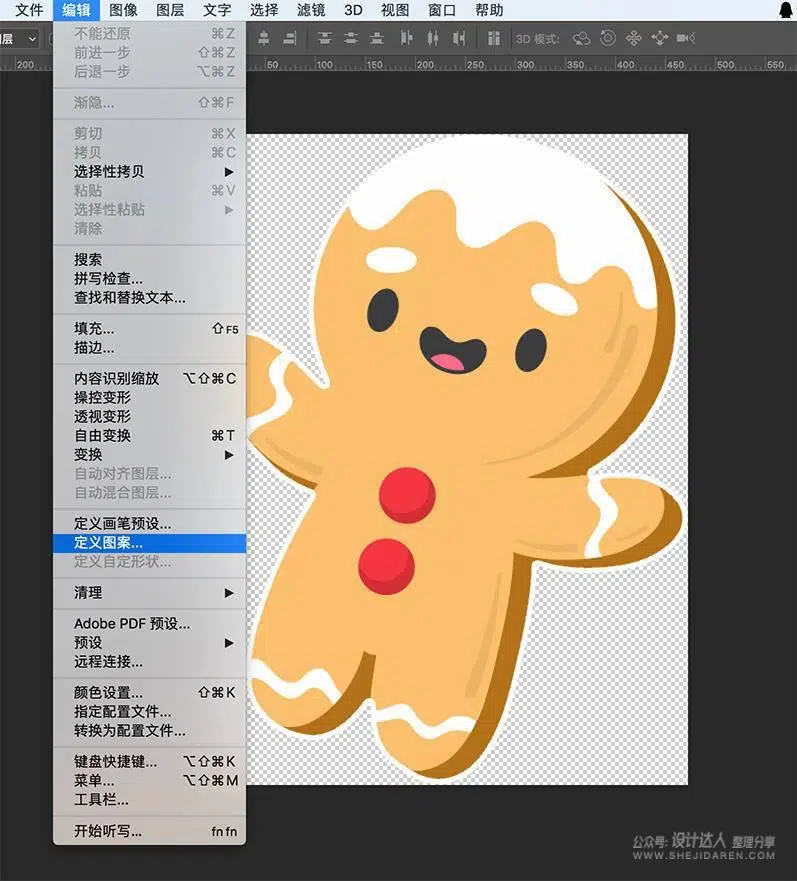 文件 编辑 图像 图层 文字 选择 滤镜 3D 视图 窗口 帮助
层 3D 模式:
200 50 100 150 200 250 300 350 400 450 500 550
不能还原 ⌘Z
前进一步 ⇧⌘Z
后退一步 ⌥⌘Z
渐隐... ⇧⌘F
剪切 ⌘X
拷贝 ⌘C
选择性拷贝 ▶
粘贴 ⌘V
选择性粘贴 ▶
清除
搜索
拼写检查...
查找和替换文本...
填充... ⇧F5
描边...
内容识别缩放 ⌥⇧⌘C
操控变形
透视变形
自由变换 ⌘T
变换 ▶
自动对齐图层...
自动混合图层...
定义画笔预设...
定义图案...
定义自定形状...
清理 ▶
Adobe PDF 预设...
预设 ▶
远程连接...
颜色设置... ⇧⌘K
指定配置文件...
转换为配置文件...
键盘快捷键... ⌥⇧⌘K
菜单... ⌥⇧⌘M
工具栏...
开始听写... fn fn
公众号: 设计达人 整理分享
WWW.SHEJIDAREN.COM